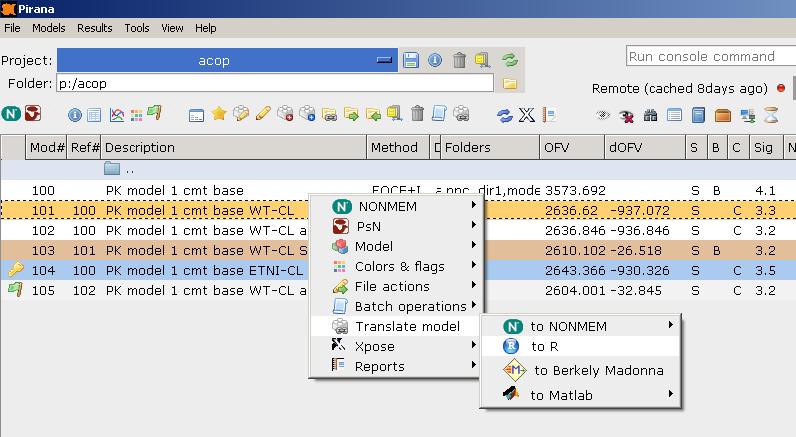 Pirana
File Models Results Tools View Help
Project: acop
Run console command
Folder: p:/acop
Remote (cached 8days ago)
Mod# Ref# Description Method D Folders OFV dOFV S B C Sig N
..
100 PK model 1 cmt base FOCE+I a npc_dir1,mode 3573.692 S B 4.1
101 100 PK model 1 cmt base WT-CL 2636.62 -937.072 S C 3.3
102 100 PK model 1 cmt base WT-CL a 2636.846 -936.846 S C 3.2
103 101 PK model 1 cmt base WT-CL S 2610.102 -26.518 S B 3.2
104 100 PK model 1 cmt base ETNI-CL 2643.366 -930.326 S C 3.5
105 102 PK model 1 cmt base WT-CL a 2604.001 -32.845 S C 3.2
NONMEM
PsN
Model
Colors & flags
File actions
Batch operations
Translate model
Xpose
Reports
to NONMEM
to R
to Berkely Madonna
to Matlab